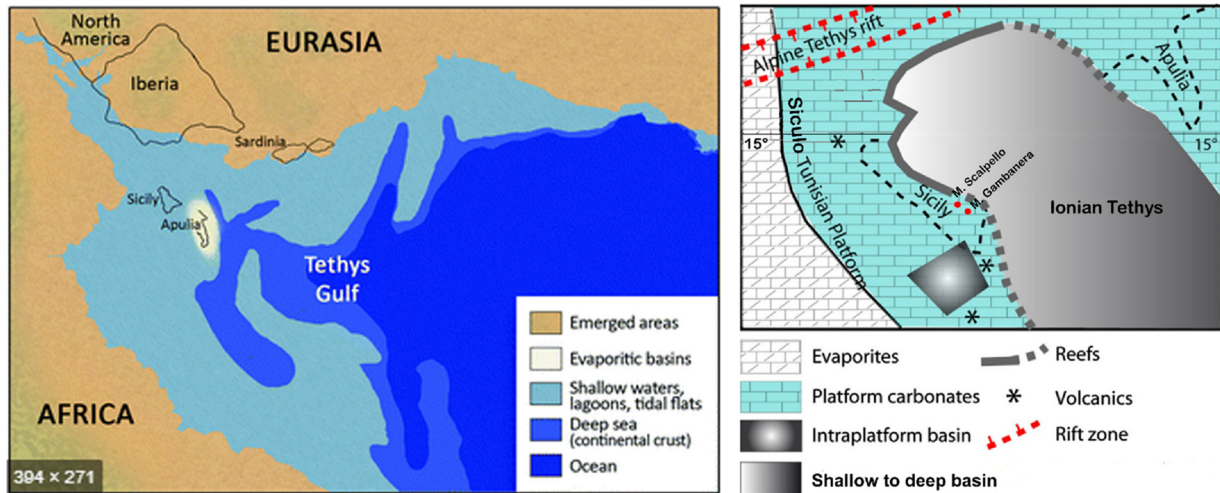 North
America
EURASIA
Iberia
Sardinia
Sicily
Apulia
Tethys
Gulf
AFRICA
Emerged areas
Evaporitic basins
Shallow waters,
lagoons, tidal flats
Deep sea
(continental crust)
Ocean
394 × 271
Alpine Tethys rift
Apulia
Siculo Tunisian Platform
15°
15°
M. Scalpello
M. Gambanera
Sicily
Ionian Tethys
Evaporites
Reefs
Platform carbonates
Volcanics
Intraplatform basin
Rift zone
Shallow to deep basin